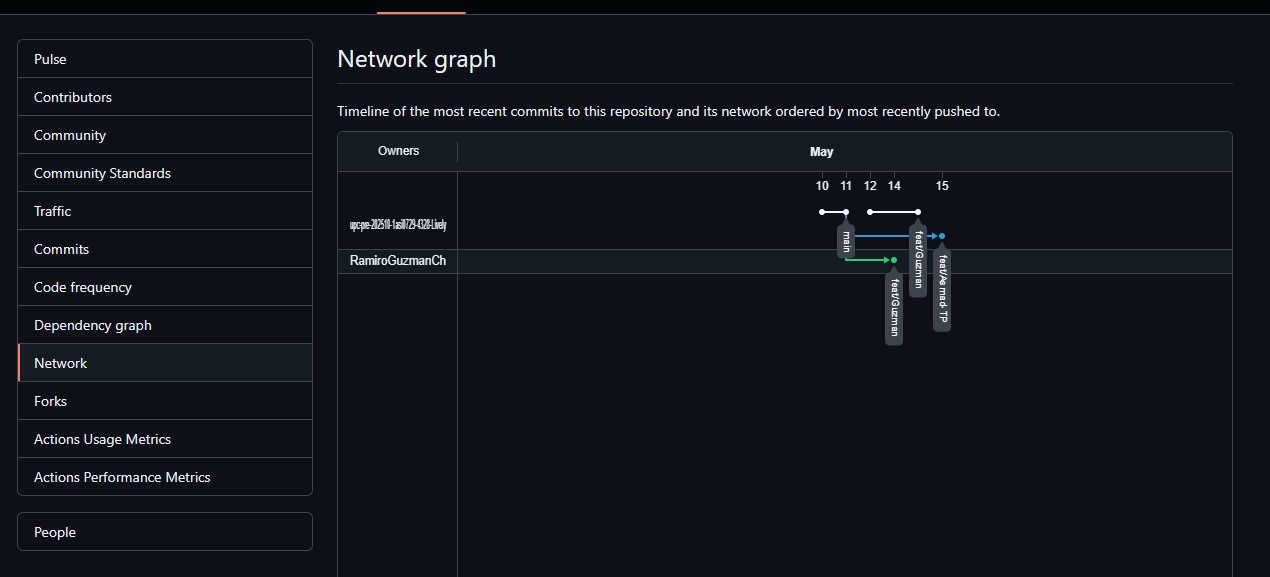 Pulse
Contributors
Community
Community Standards
Traffic
Commits
Code frequency
Dependency graph
Network
Forks
Actions Usage Metrics
Actions Performance Metrics
People
Network graph
Timeline of the most recent commits to this repository and its network ordered by most recently pushed to.
Owners
May
10 11 12 14 15
upc-pre-202510-1asi0729-4328-Lively
RamiroGuzmanCh
main
feat/Guzman
feat/Guzman
feat/Ae mad- TP